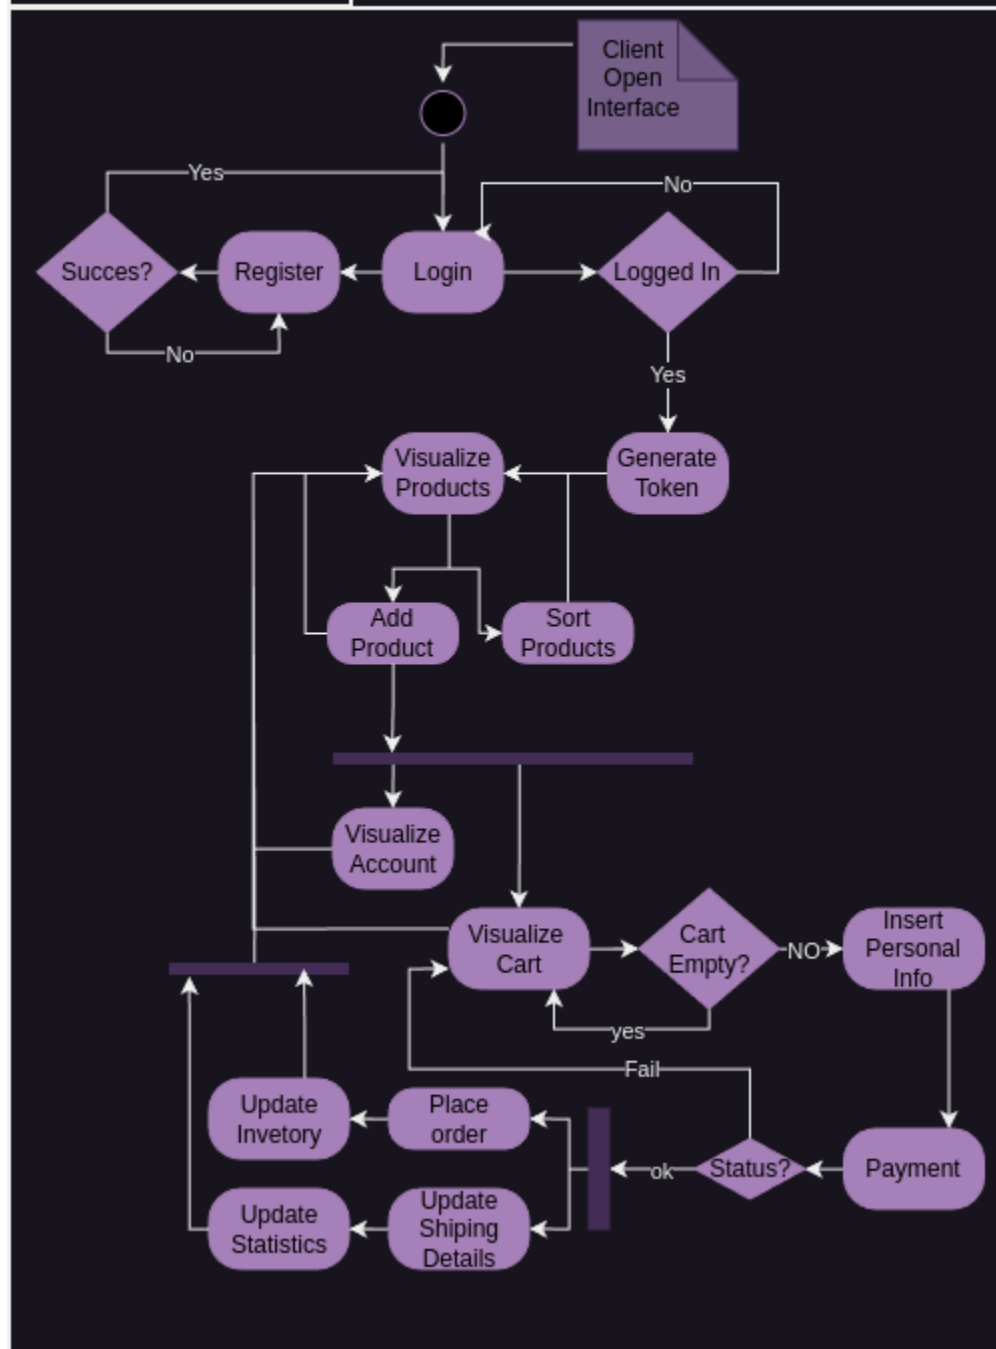 Client
Open
Interface
Yes
No
Succes?
Register
Login
Logged In
No
Yes
Visualize
Products
Generate
Token
Add
Product
Sort
Products
Visualize
Account
Visualize
Cart
Cart
Empty?
NO
Insert
Personal
Info
yes
Fail
Update
Invetory
Place
order
ok
Status?
Payment
Update
Statistics
Update
Shiping
Details